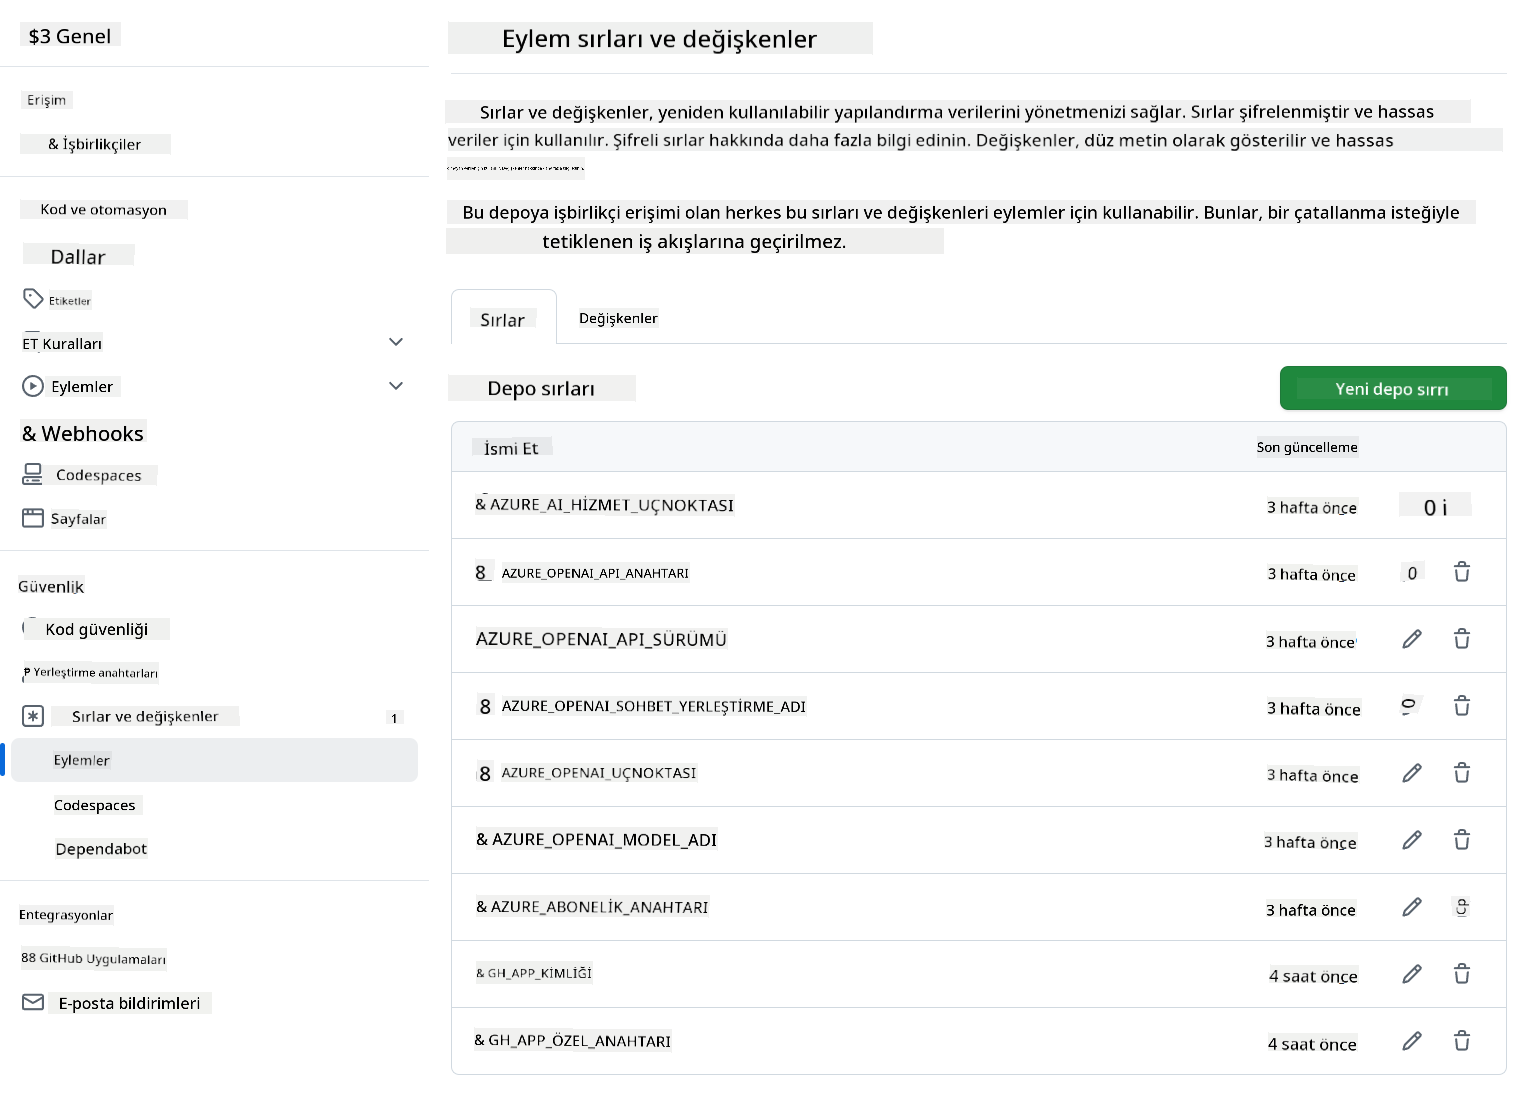 $3 Genel
Erişim
& İşbirlikçiler
Kod ve otomasyon
Dallar
Etiketler
ET Kuralları
Eylemler
& Webhooks
Codespaces
Sayfalar
Güvenlik
Kod güvenliği
Yerleştirme anahtarları
Sırlar ve değişkenler 1
Eylemler
Codespaces
Dependabot
Entegrasyonlar
88 GitHub Uygulamaları
E-posta bildirimleri
Eylem sırları ve değişkenler
Sırlar ve değişkenler, yeniden kullanılabilir yapılandırma verilerini yönetmenizi sağlar. Sırlar şifrelenmiştir ve hassas
veriler için kullanılır. Şifreli sırlar hakkında daha fazla bilgi edinin. Değişkenler, düz metin olarak gösterilir ve hassas
Bu depoya işbirlikçi erişimi olan herkes bu sırları ve değişkenleri eylemler için kullanabilir. Bunlar, bir çatallanma isteğiyle
tetiklenen iş akışlarına geçirilmez.
Sırlar Değişkenler
Depo sırları Yeni depo sırrı
İsmi Et Son güncelleme
& AZURE_AI_HİZMET_UÇNOKTASI 3 hafta önce 0 i
8 AZURE_OPENAI_API_ANAHTARI 3 hafta önce 0
AZURE_OPENAI_API_SÜRÜMÜ 3 hafta önce
8 AZURE_OPENAI_SOHBET_YERLEŞTİRME_ADI 3 hafta önce
8 AZURE_OPENAI_UÇNOKTASI 3 hafta önce
& AZURE_OPENAI_MODEL_ADI 3 hafta önce
& AZURE_ABONELİK_ANAHTARI 3 hafta önce
& GH_APP_KİMLİĞİ 4 saat önce
& GH_APP_ÖZEL_ANAHTARI 4 saat önce